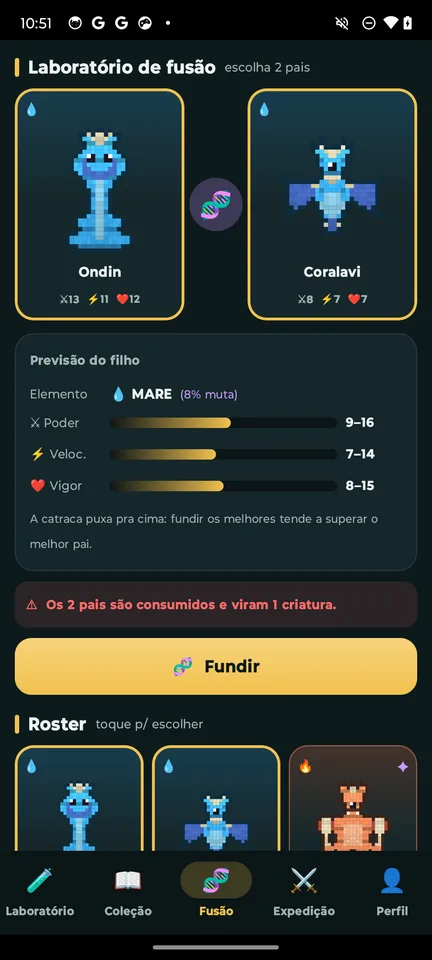 10:51
Laboratório de fusão escolha 2 pais
Ondin
13 11 12
Coralavi
8 7 7
Previsão do filho
Elemento MARE (8% muta)
Poder 9–16
Veloc. 7–14
Vigor 8–15
A catraca puxa pra cima: fundir os melhores tende a superar o
melhor pai.
Os 2 pais são consumidos e viram 1 criatura.
Fundir
Roster toque p/ escolher
Laboratório Coleção Fusão Expedição Perfil